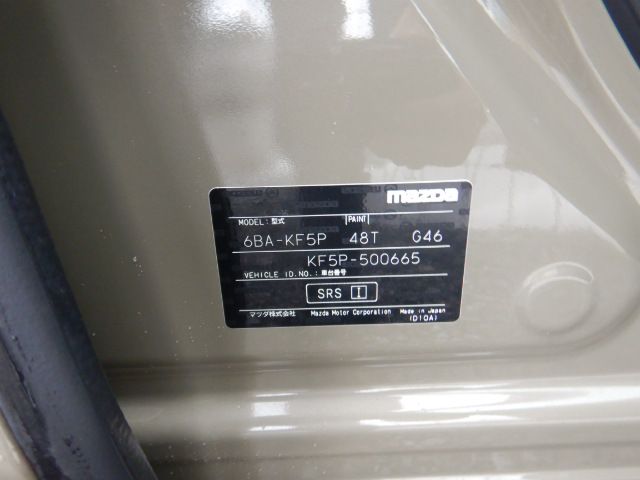 mazda
MODEL:型式 PAINT
6BA-KF5P 48T G46
KF5P-500665
VEHICLE ID.NO.:車台番号
SRS I
マツダ株式会社 Mazda Motor Corporation Made in Japan
(D10A)